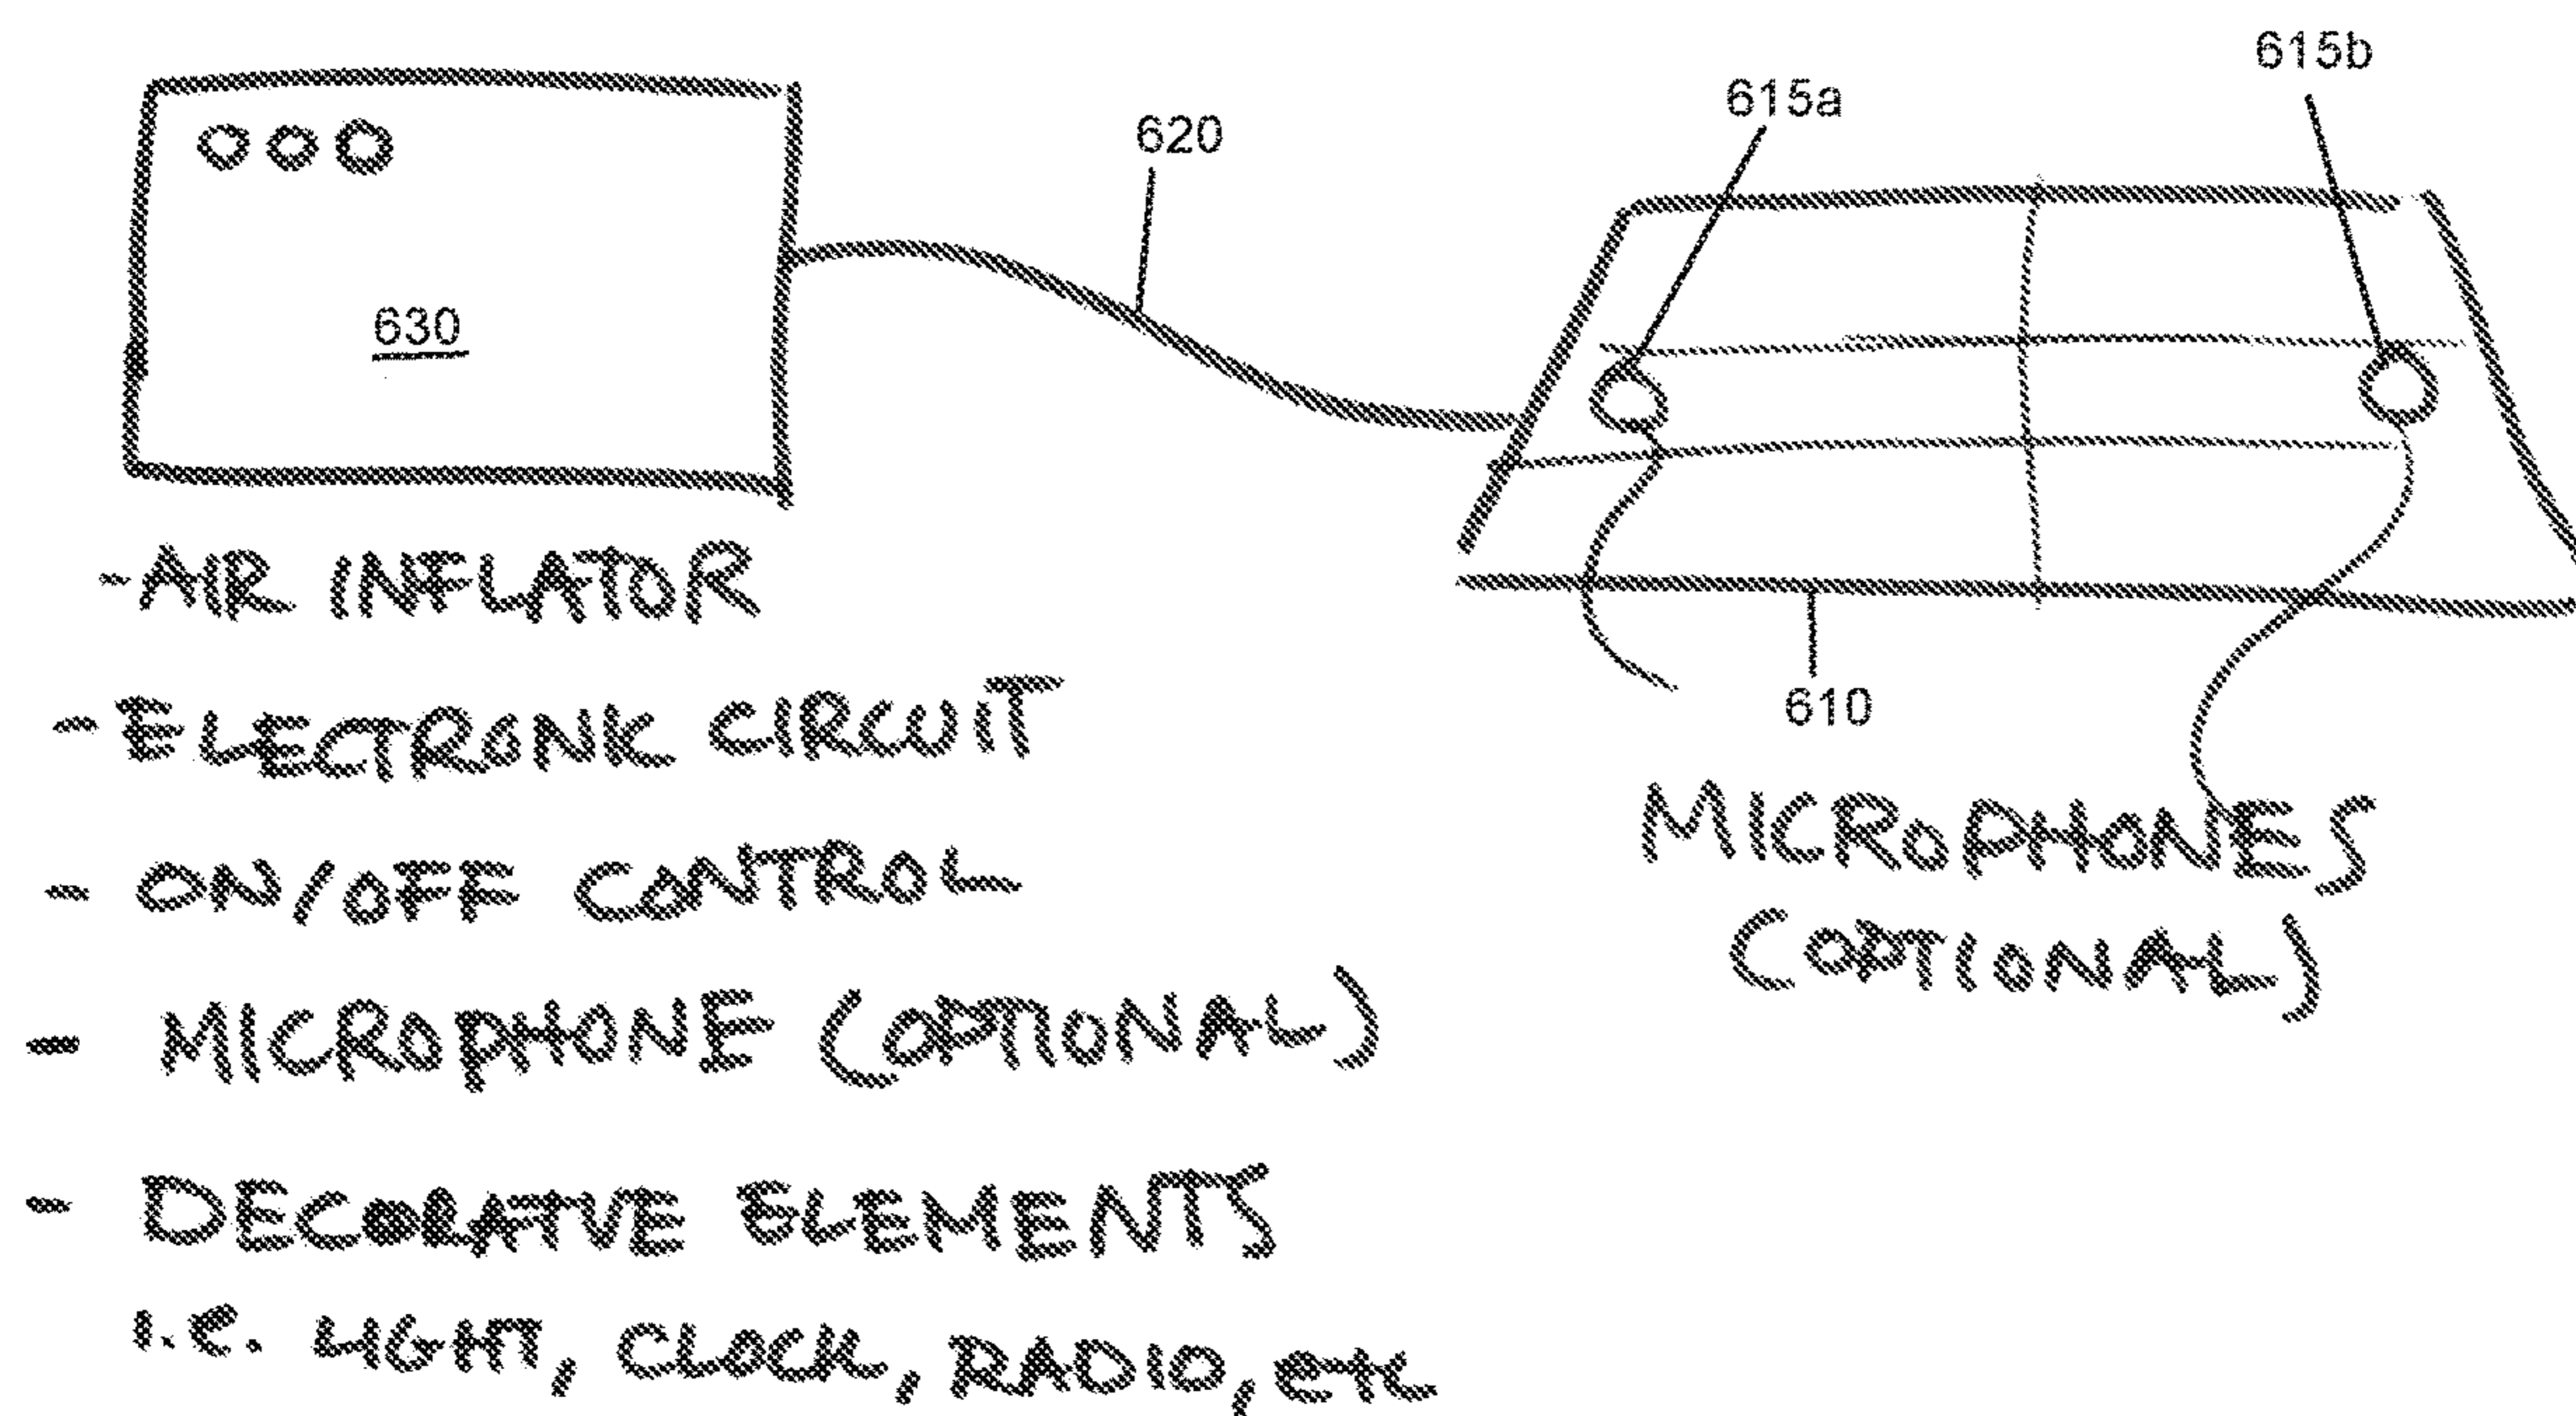 615b
615a
620
630
610
- AIR INFLATOR
- ELECTRONIC CIRCUIT
- ON/OFF CONTROL
- MICROPHONE (OPTIONAL)
- DECORATIVE ELEMENTS
i.e. LIGHT, CLOCK, RADIO, etc
MICROPHONES
(OPTIONAL)